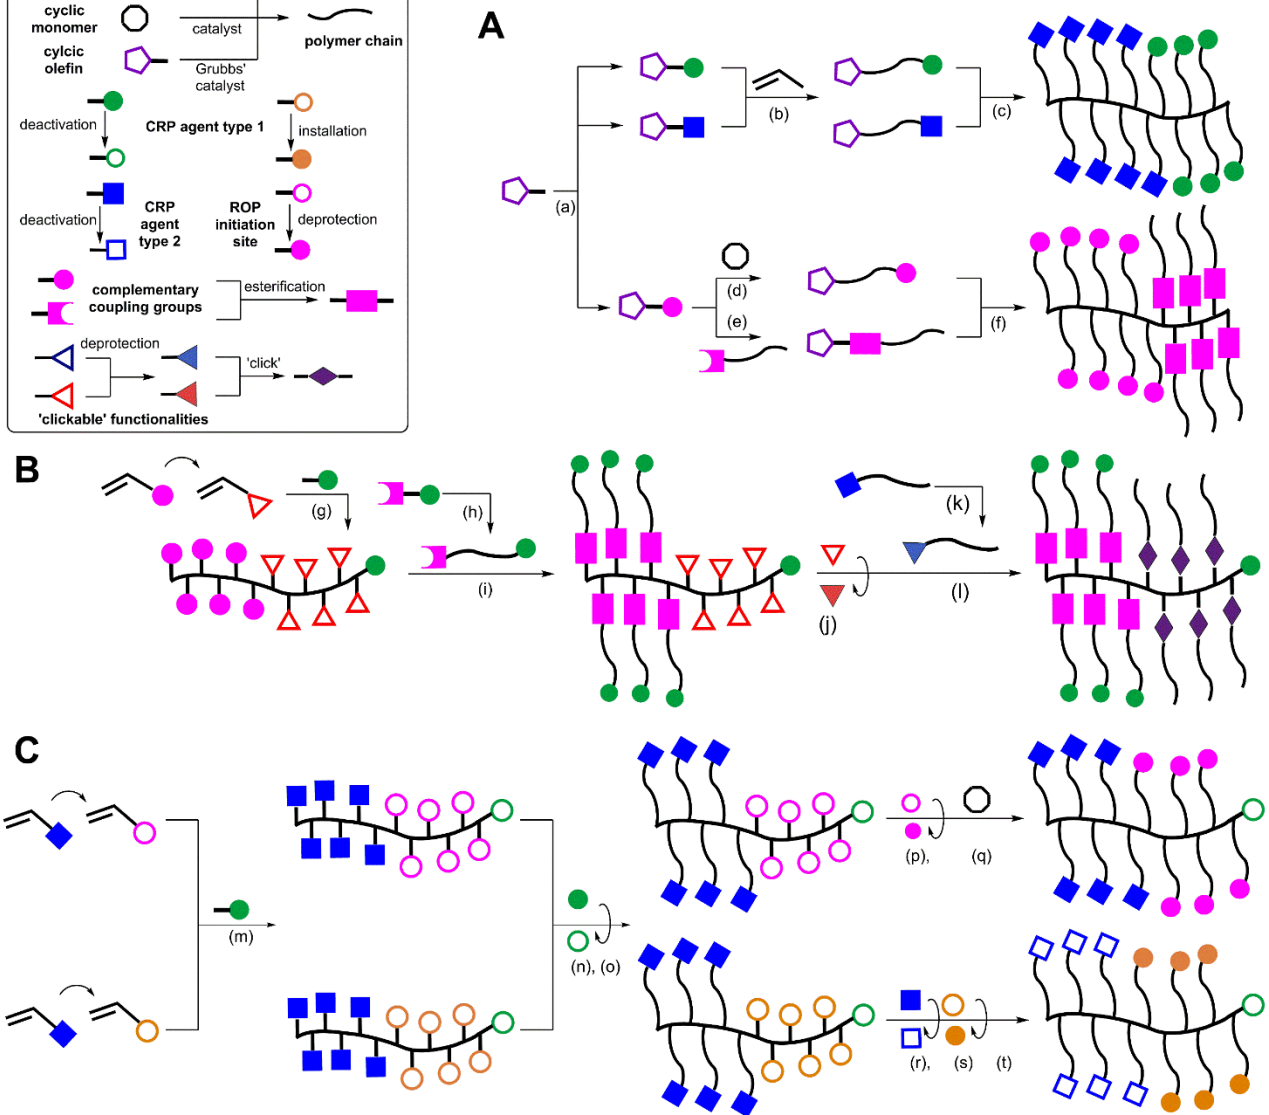 cyclic
monomer
catalyst
polymer chain
cylcic
olefin
Grubbs'
catalyst
deactivation
CRP agent type 1
installation
deactivation
CRP
agent
type 2
ROP
initiation
site
deprotection
complementary
coupling groups
esterification
deprotection
'click'
'clickable' functionalities
A
(a)
(b)
(c)
(d)
(e)
(f)
B
(g)
(h)
(i)
(j)
(k)
(l)
C
(m)
(n), (o)
(p), (q)
(r), (s) (t)